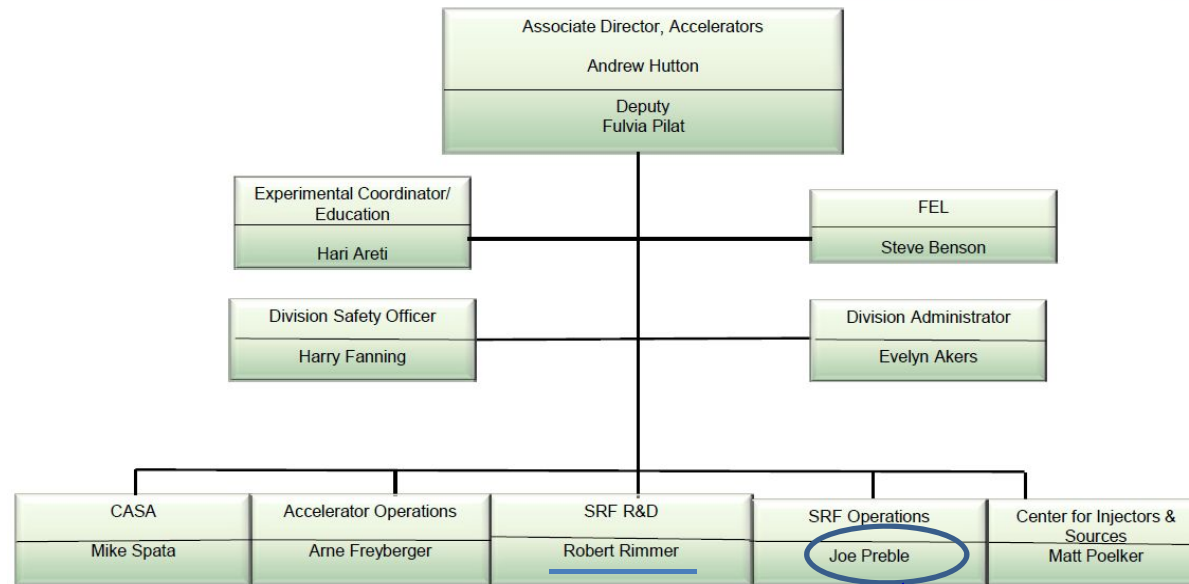 Associate Director, Accelerators
Andrew Hutton
Deputy
Fulvia Pilat
Experimental Coordinator/
Education
Hari Areti
FEL
Steve Benson
Division Safety Officer
Harry Fanning
Division Administrator
Evelyn Akers
CASA
Mike Spata
Accelerator Operations
Arne Freyberger
SRF R&D
Robert Rimmer
SRF Operations
Joe Preble
Center for Injectors &
Sources
Matt Poelker